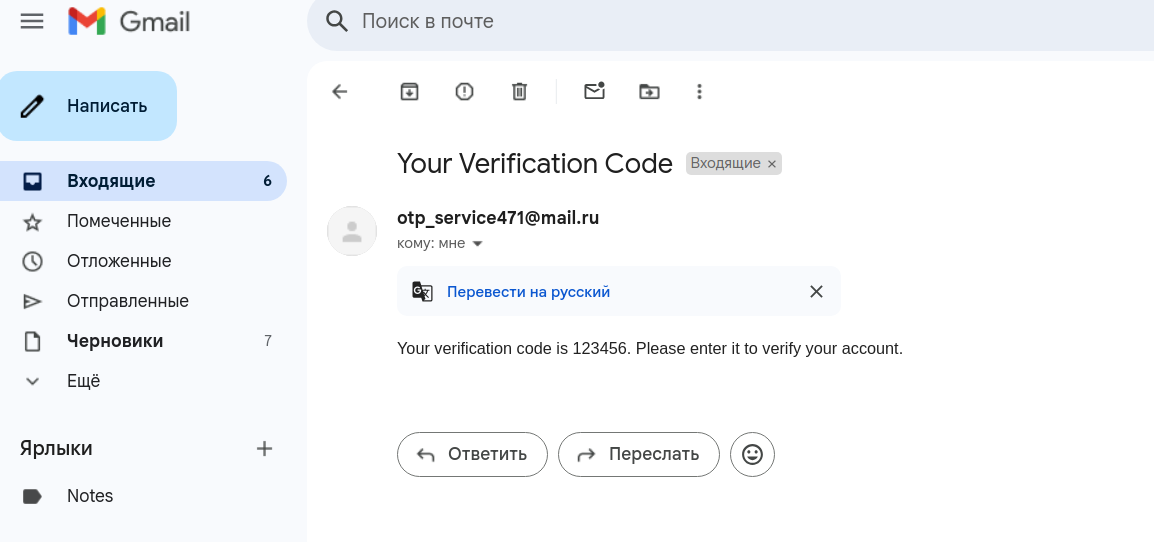 Gmail
Поиск в почте
Написать
Входящие 6
Помеченные
Отложенные
Отправленные
Черновики 7
Ещё
Ярлыки
Notes
Your Verification Code Входящие
otp_service471@mail.ru
кому: мне
Перевести на русский
Your verification code is 123456. Please enter it to verify your account.
Ответить Переслать